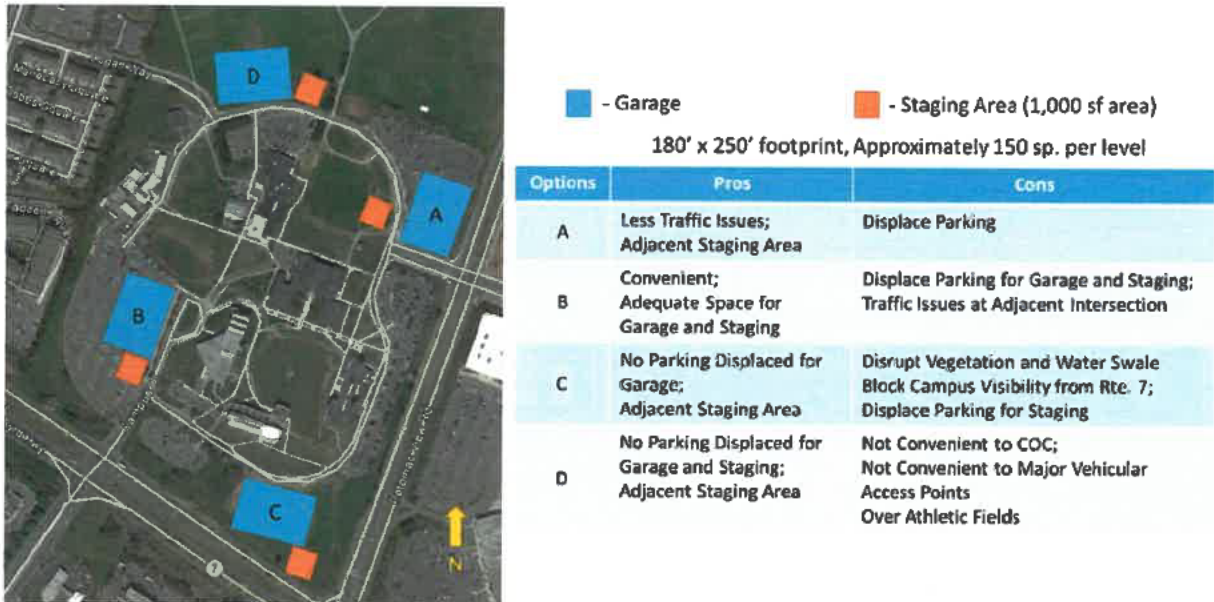 D
A
B
C
N
7
- Garage
- Staging Area (1,000 sf area)
180' x 250' footprint, Approximately 150 sp. per level
Options Pros Cons
A
Less Traffic Issues;
Adjacent Staging Area
Displace Parking
B
Convenient;
Adequate Space for
Garage and Staging
Displace Parking for Garage and Staging;
Traffic Issues at Adjacent Intersection
C
No Parking Displaced for
Garage;
Adjacent Staging Area
Disrupt Vegetation and Water Swale
Block Campus Visibility from Rte. 7;
Displace Parking for Staging
D
No Parking Displaced for
Garage and Staging;
Adjacent Staging Area
Not Convenient to COC;
Not Convenient to Major Vehicular
Access Points
Over Athletic Fields